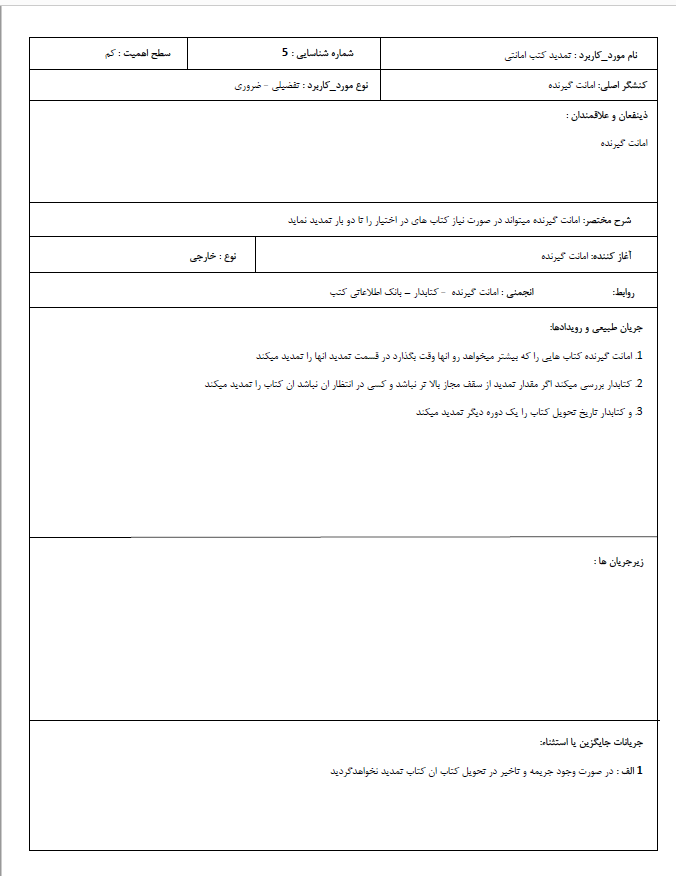 نام مورد_کاربرد : تمدید کتب امانتی شماره شناسایی : 5 سطح اهمیت : کم
کنشگر اصلی: امانت گیرنده نوع مورد_کاربرد : تفضیلی - ضروری
ذینفعان و علاقمندان :
امانت گیرنده
شرح مختصر: امانت گیرنده میتواند در صورت نیاز کتاب های در اختیار را تا دو بار تمدید نماید
آغاز کننده: امانت گیرنده نوع : خارجی
روابط: انجمنی : امانت گیرنده - کتابدار – بانک اطلاعاتی کتب
جریان طبیعی و رویدادها:
1. امانت گیرنده کتاب هایی را که بیشتر میخواهد رو انها وقت بگذارد در قسمت تمدید انها را تمدید میکند
2. کتابدار بررسی میکند اگر مقدار تمدید از سقف مجاز بالا تر نباشد و کسی در انتظار ان نباشد ان کتاب را تمدید میکند
3. و کتابدار تاریخ تحویل کتاب را یک دوره دیگر تمدید میکند
زیرجریان ها :
جریانات جایگزین یا استثناء:
1 الف : در صورت وجود جریمه و تاخیر در تحویل کتاب ان کتاب تمدید نخواهدگردید